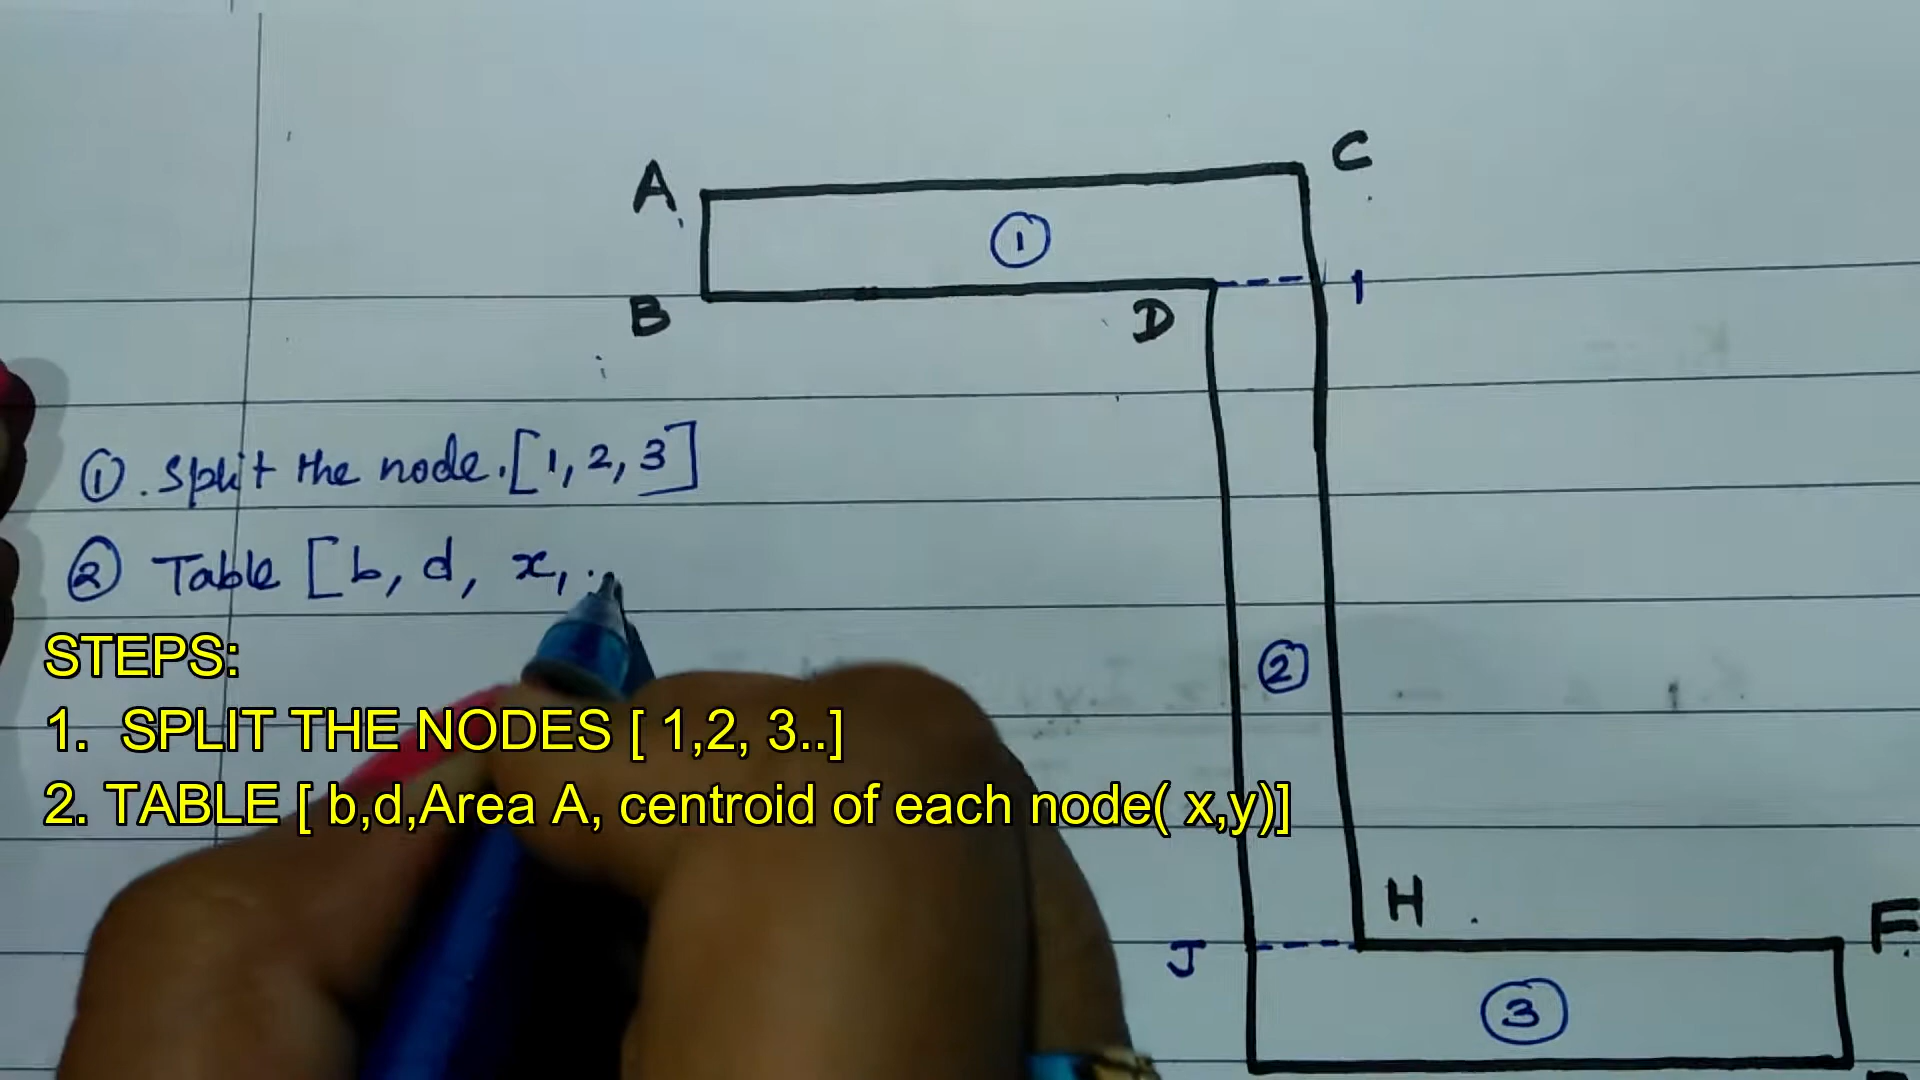 A
C
①
B
D
1
① . Split the node. [1, 2, 3]
② Table [b, d, x, .
STEPS:
1. SPLIT THE NODES [ 1,2, 3..]
2. TABLE [ b,d,Area A, centroid of each node( x,y)]
②
H
F
J
③